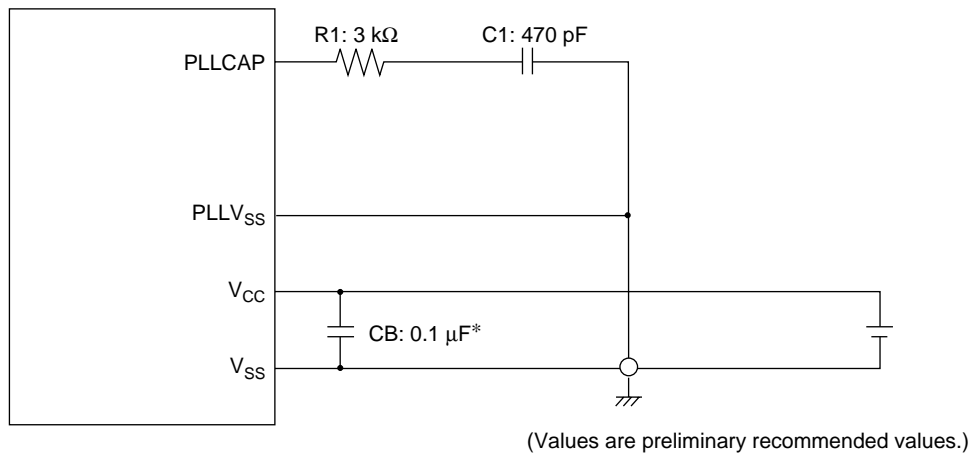 R1: 3 kΩ
C1: 470 pF
PLLCAP
PLLVSS
VCC
CB: 0.1 μF*
VSS
(Values are preliminary recommended values.)